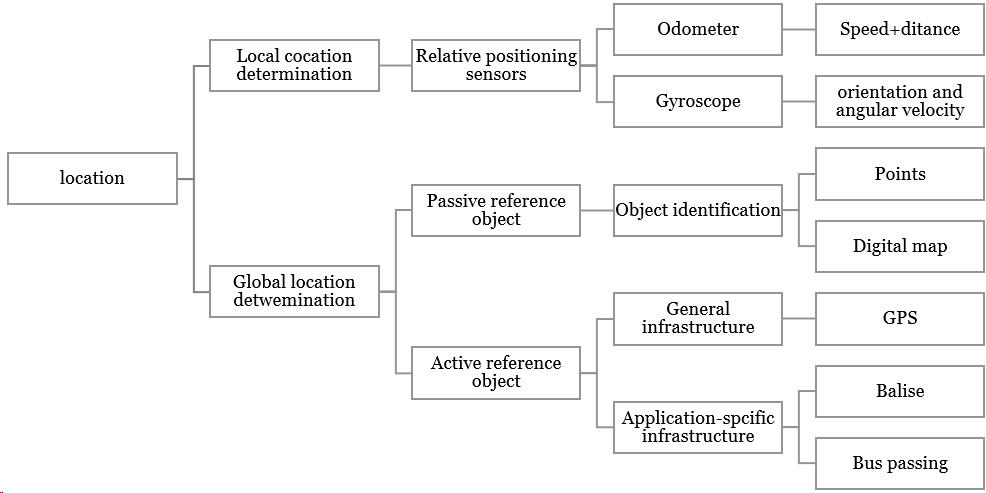 location
Local cocation
determination
Relative positioning
sensors
Odometer
Speed+ditance
Gyroscope
orientation and
angular velocity
Global location
detwemination
Passive reference
object
Object identification
Points
Digital map
Active reference
object
General
infrastructure
GPS
Application-spcific
infrastructure
Balise
Bus passing